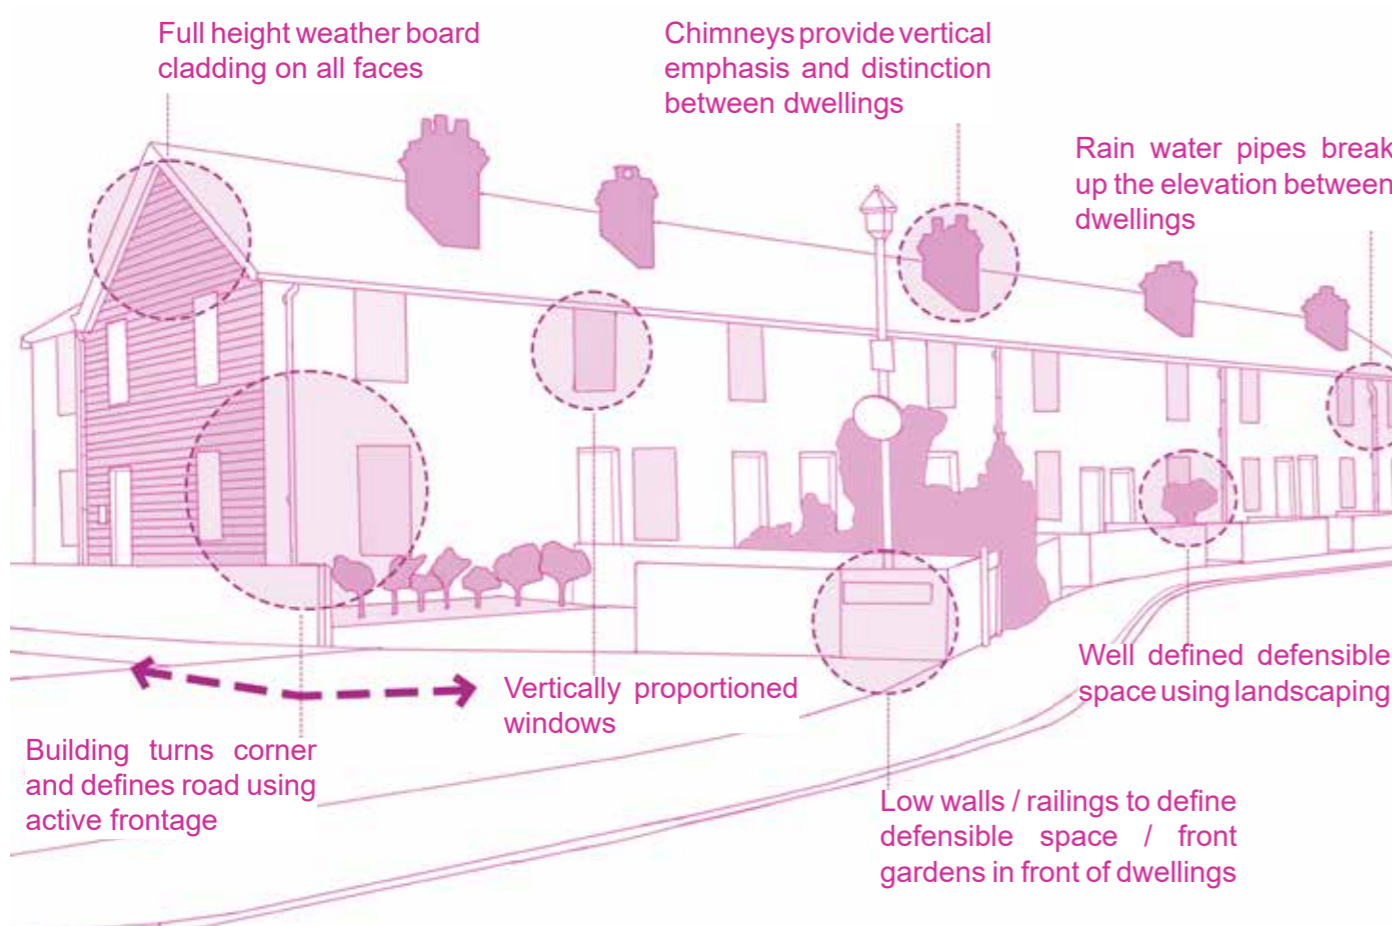 Full height weather board
cladding on all faces
Chimneys provide vertical
emphasis and distinction
between dwellings
Rain water pipes break
up the elevation between
dwellings
Vertically proportioned
windows
Well defined defensible
space using landscaping
Building turns corner
and defines road using
active frontage
Low walls / railings to define
defensible space / front
gardens in front of dwellings